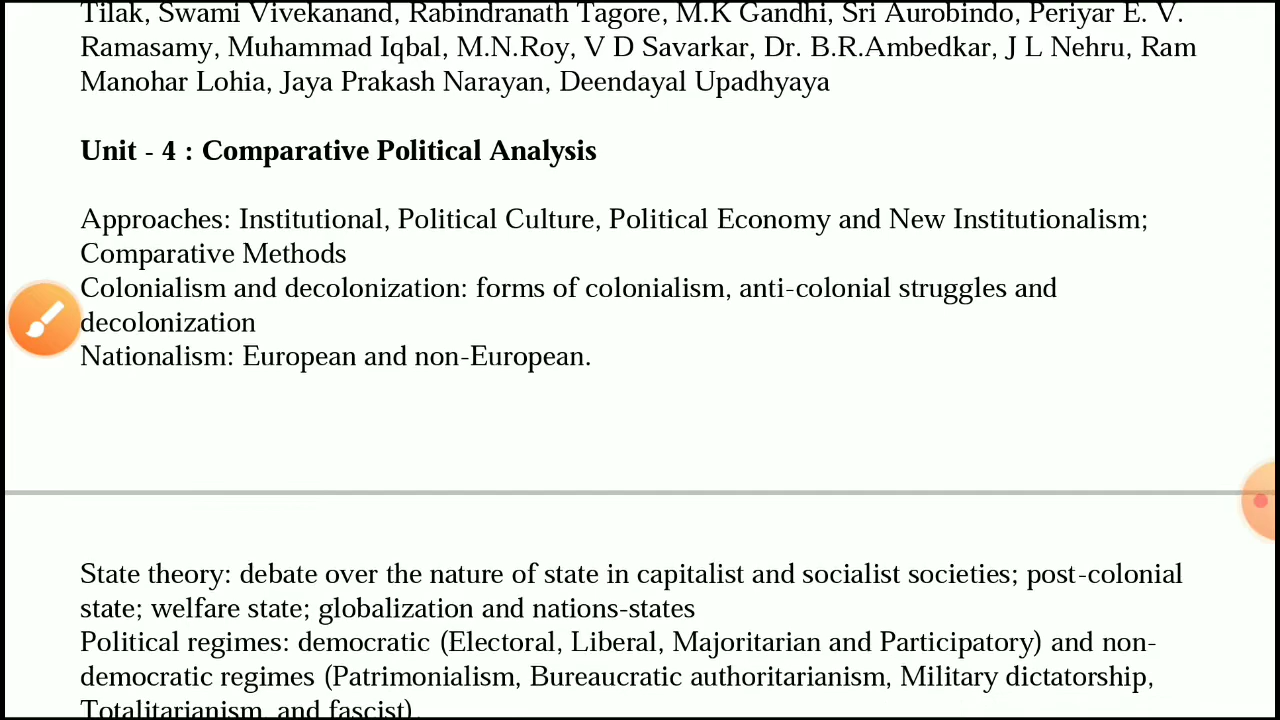 Tilak, Swami Vivekanand, Rabindranath Tagore, M.K Gandhi, Sri Aurobindo, Periyar E. V.
Ramasamy, Muhammad Iqbal, M.N.Roy, V D Savarkar, Dr. B.R.Ambedkar, J L Nehru, Ram
Manohar Lohia, Jaya Prakash Narayan, Deendayal Upadhyaya
Unit - 4 : Comparative Political Analysis
Approaches: Institutional, Political Culture, Political Economy and New Institutionalism;
Comparative Methods
Colonialism and decolonization: forms of colonialism, anti-colonial struggles and
decolonization
Nationalism: European and non-European.
State theory: debate over the nature of state in capitalist and socialist societies; post-colonial
state; welfare state; globalization and nations-states
Political regimes: democratic (Electoral, Liberal, Majoritarian and Participatory) and non-
democratic regimes (Patrimonialism, Bureaucratic authoritarianism, Military dictatorship,
Totalitarianism, and fascist).